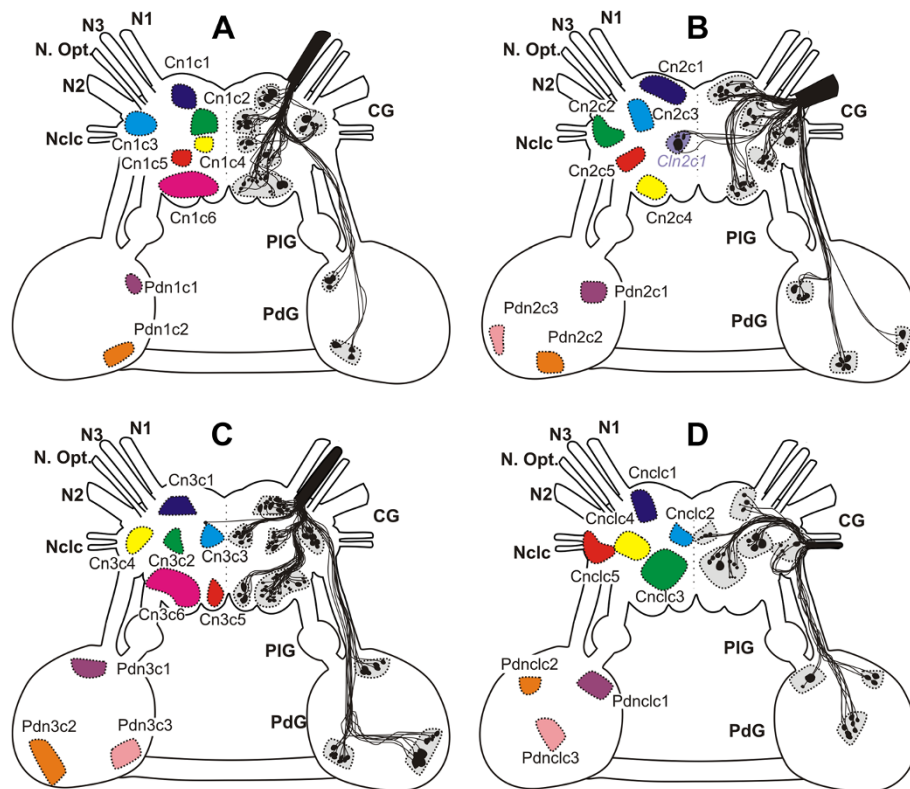 A
N3
N1
N. Opt.
N2
Nclc
Cn1c1
Cn1c2
Cn1c3
Cn1c4
Cn1c5
Cn1c6
CG
PlG
PdG
Pdn1c1
Pdn1c2
B
N3
N1
N. Opt.
N2
Nclc
Cn2c1
Cn2c2
Cn2c3
Cln2c1
Cn2c5
Cn2c4
CG
PlG
PdG
Pdn2c3
Pdn2c1
Pdn2c2
C
N3
N1
N. Opt.
N2
Nclc
Cn3c1
Cn3c4
Cn3c2
Cn3c3
Cn3c6
Cn3c5
CG
PlG
PdG
Pdn3c1
Pdn3c2
Pdn3c3
D
N3
N1
N. Opt.
N2
Nclc
Cnclc1
Cnclc4
Cnclc2
Cnclc5
Cnclc3
CG
PlG
PdG
Pdnclc2
Pdnclc1
Pdnclc3